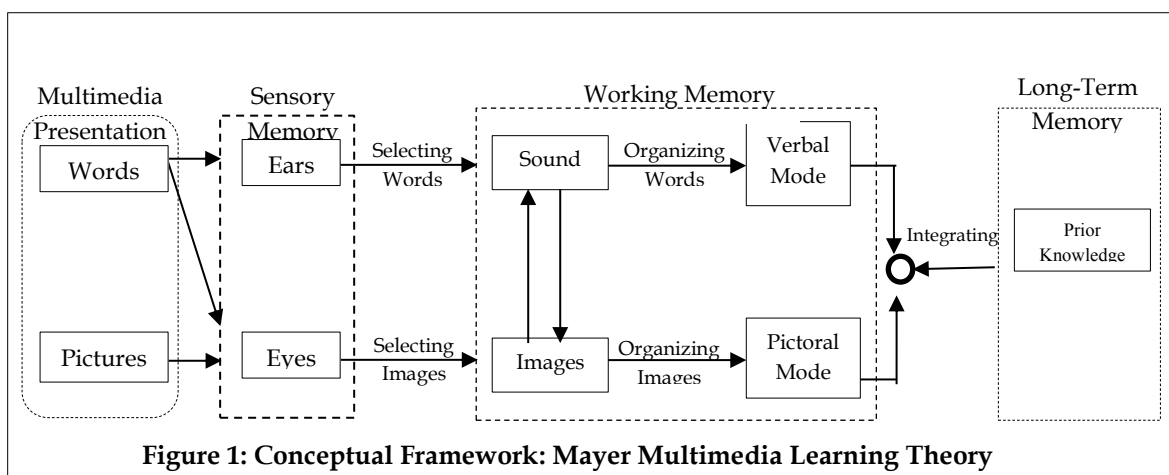 Multimedia
Presentation
Words
Pictures
Sensory
Memory
Ears
Eyes
Selecting
Words
Selecting
Images
Working Memory
Sound
Images
Organizing
Words
Organizing
Images
Verbal
Mode
Pictoral
Mode
Integrating
Long-Term
Memory
Prior
Knowledge
Figure 1: Conceptual Framework: Mayer Multimedia Learning Theory